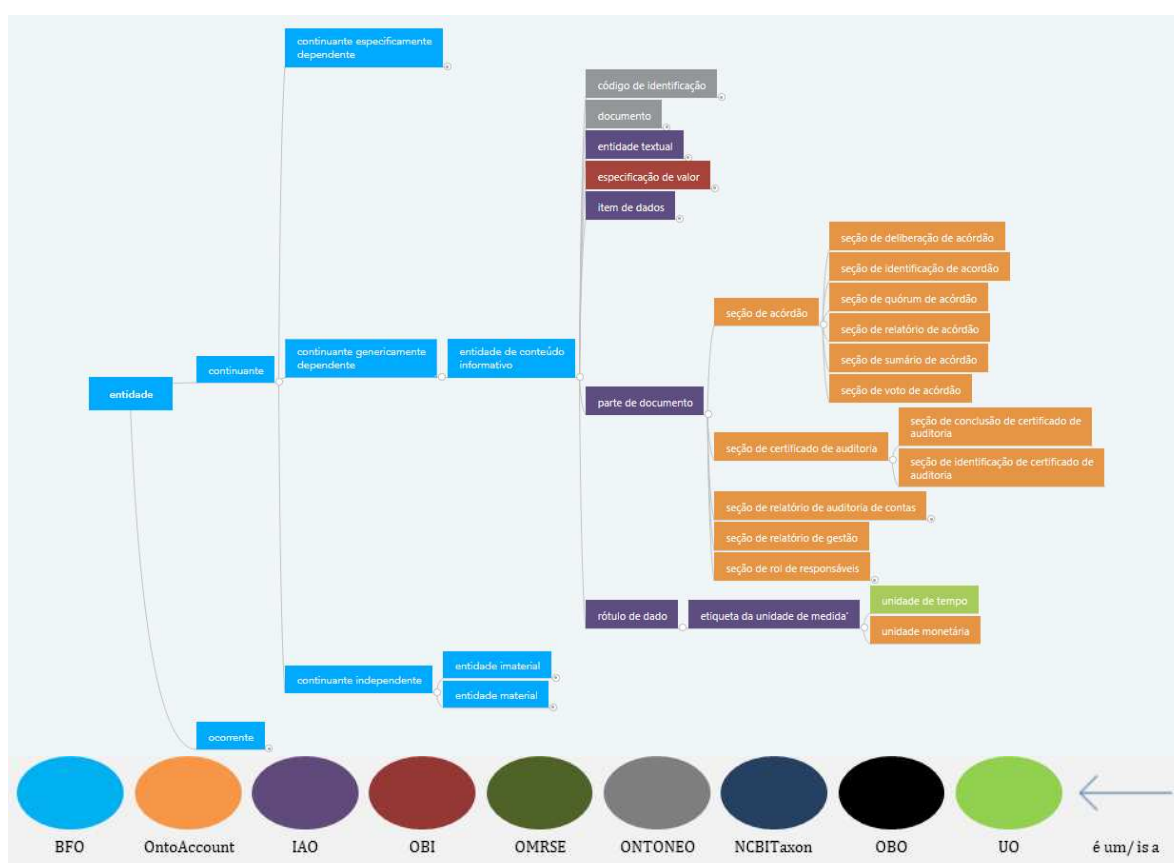 continuante especificamente
dependente
código de identificação
documento
entidade textual
especificação de valor
item de dados
seção de deliberação de acórdão
seção de identificação de acordão
seção de quórum de acórdão
seção de acórdão
seção de relatório de acórdão
seção de sumário de acórdão
seção de voto de acórdão
continuante genericamente
dependente
entidade de conteúdo
informativo
continuante
entidade
parte de documento
seção de conclusão de certificado de
auditoria
seção de certificado de auditoria
seção de identificação de certificado de
auditoria
seção de relatório de auditoria de contas
seção de relatório de gestão
seção de rol de responsáveis
unidade de tempo
rótulo de dado
etiqueta da unidade de medida'
unidade monetária
entidade imaterial
continuante independente
entidade material
ocorrente
BFO
OntoAccount
IAO
OBI
OMRSE
ONTONEO
NCBITaxon
OBO
UO
é um/ is a